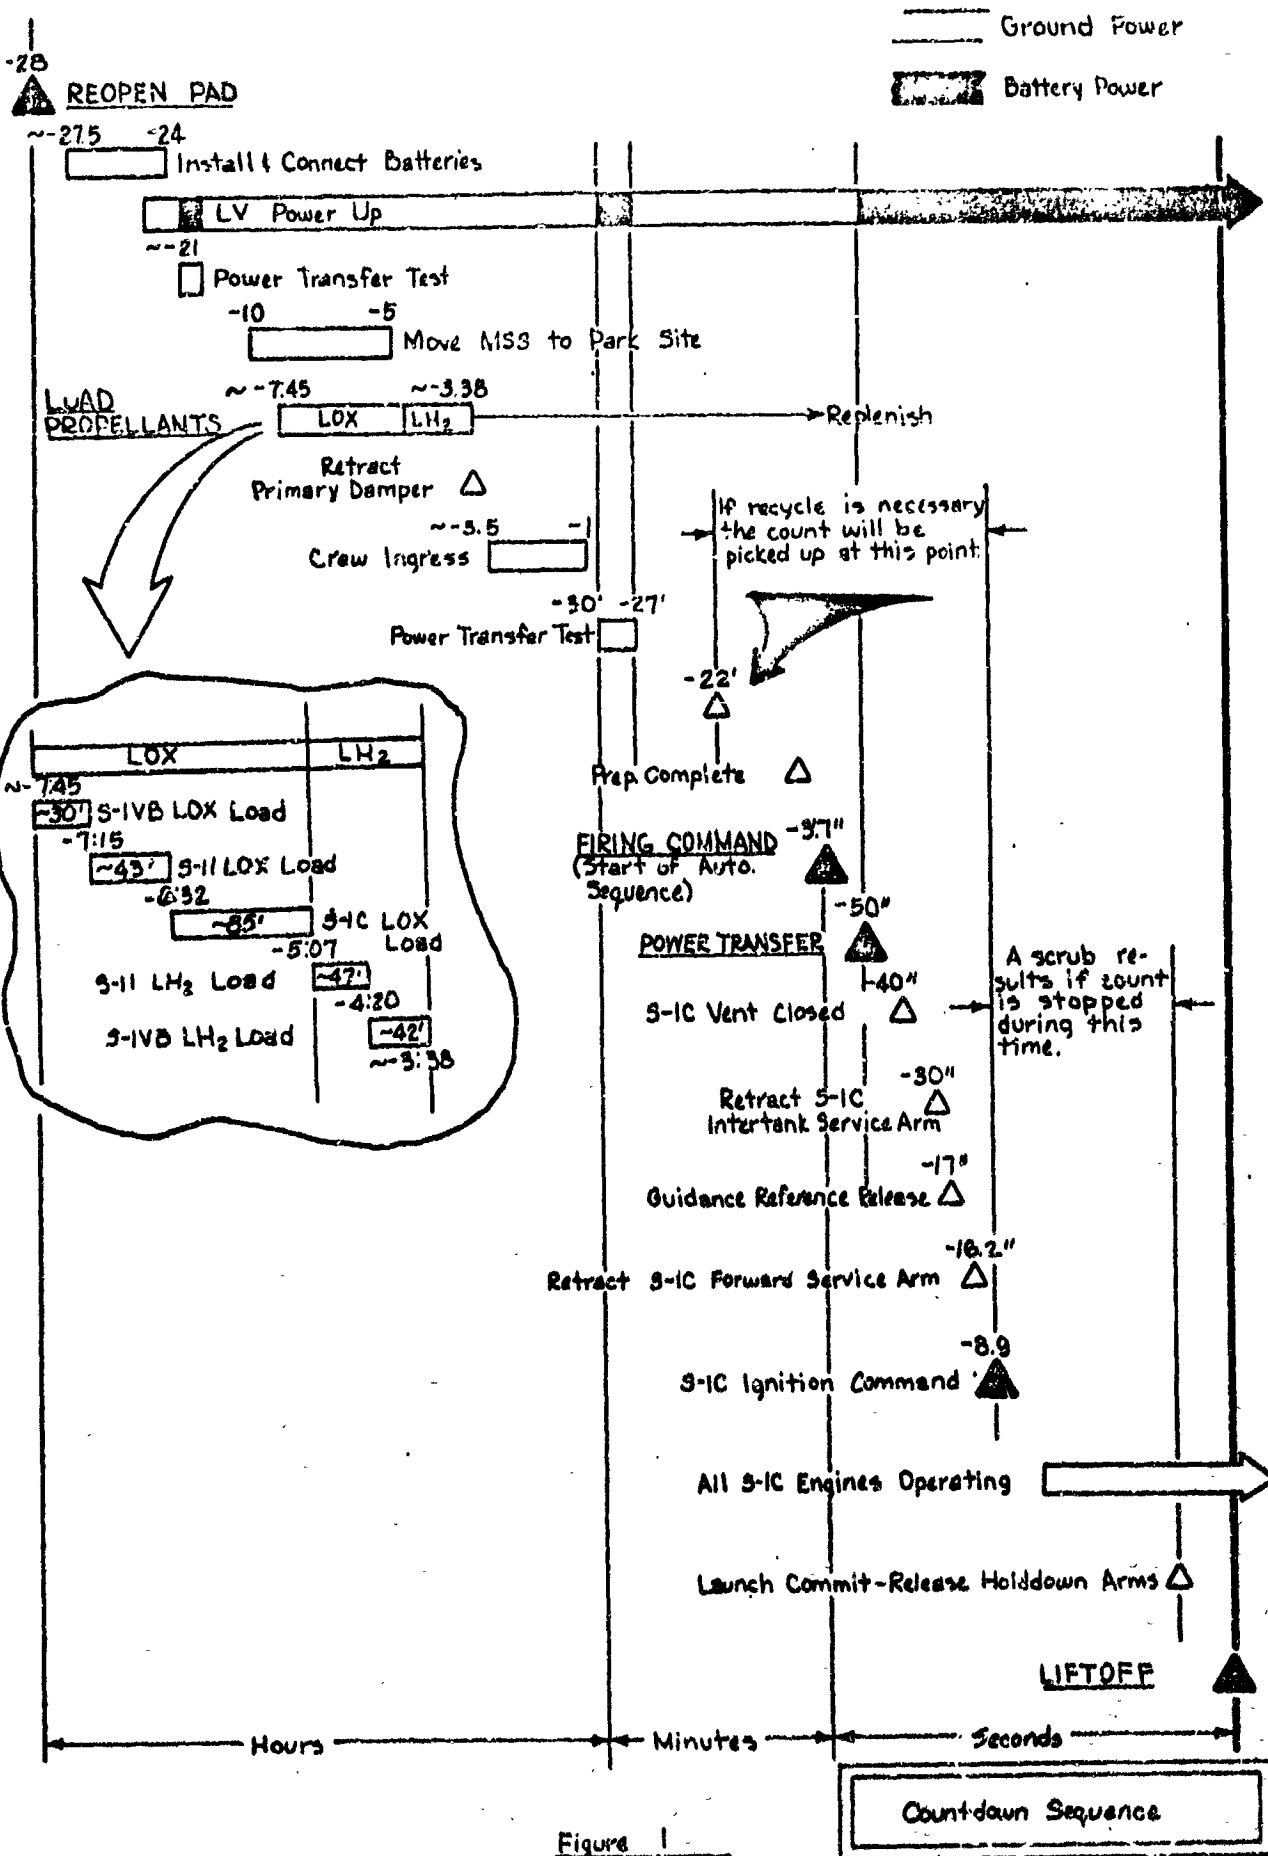 Ground Power
Battery Power
-28
REOPEN PAD
~-27.5 -24
Install & Connect Batteries
LV Power Up
~-21
Power Transfer Test
-10 -5
Move MSS to Park Site
~-7:45 ~-3:38
LOAD
PROPELLANTS
LOX LH2
Replenish
Retract
Primary Damper
~-3.5 -1
Crew Ingress
If recycle is necessary
the count will be
picked up at this point.
-30' -27'
Power Transfer Test
-22'
LOX LH2
~-7:45
~30' S-IVB LOX Load
-7:15
~43' S-II LOX Load
-6:32
~85' S-IC LOX
Load
-5:07
S-II LH2 Load ~47'
-4:20
S-IVB LH2 Load ~42'
~-3:38
Prep. Complete
FIRING COMMAND
(Start of Auto.
Sequence)
-50"
POWER TRANSFER
-40"
S-IC Vent Closed
A scrub re-
sults if count
is stopped
during this
time.
-30"
Retract S-IC
Intertank Service Arm
-17"
Guidance Reference Release
-16.2"
Retract S-IC Forward Service Arm
-8.9
S-IC Ignition Command
All S-IC Engines Operating
Launch Commit-Release Holddown Arms
LIFTOFF
Hours Minutes Seconds
Countdown Sequence
Figure 1